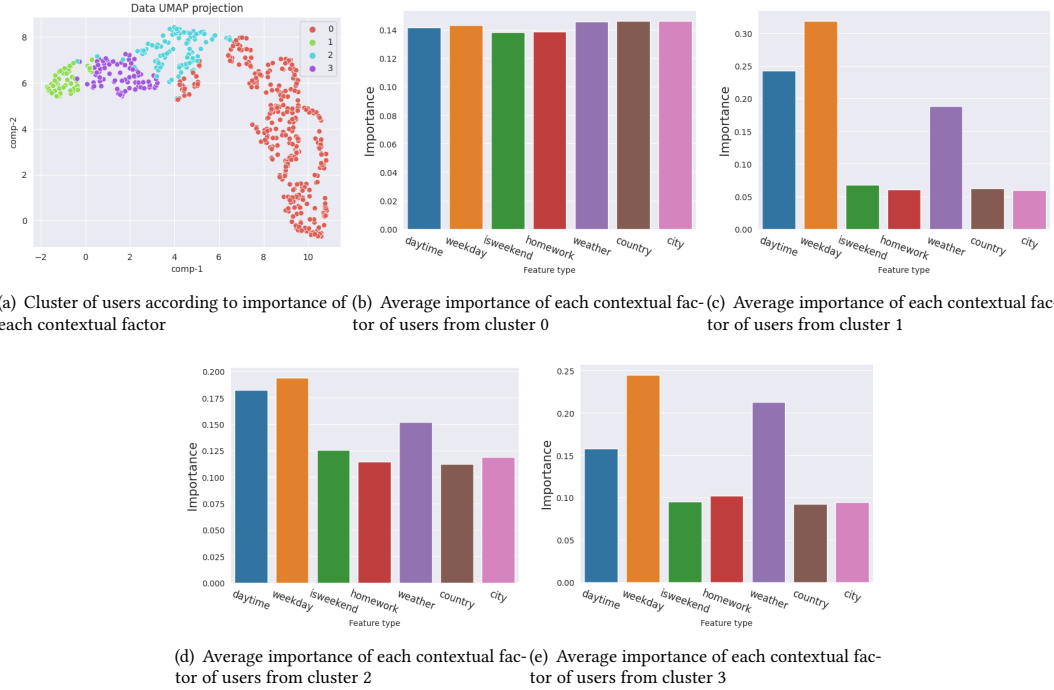 Data UMAP projection
8
6
4
2
0
comp-2
−2 0 2 4 6 8 10
comp-1
0
1
2
3
0.14
0.12
0.10
0.08
0.06
0.04
0.02
0.00
Importance
daytime weekday isweekend homework weather country city
Feature type
0.30
0.25
0.20
0.15
0.10
0.05
0.00
Importance
daytime weekday isweekend homework weather country city
Feature type
(a) Cluster of users according to importance of
each contextual factor
(b) Average importance of each contextual fac-
tor of users from cluster 0
(c) Average importance of each contextual fac-
tor of users from cluster 1
0.200
0.175
0.150
0.125
0.100
0.075
0.050
0.025
0.000
Importance
daytime weekday isweekend homework weather country city
Feature type
0.25
0.20
0.15
0.10
0.05
0.00
Importance
daytime weekday isweekend homework weather country city
Feature type
(d) Average importance of each contextual fac-
tor of users from cluster 2
(e) Average importance of each contextual fac-
tor of users from cluster 3